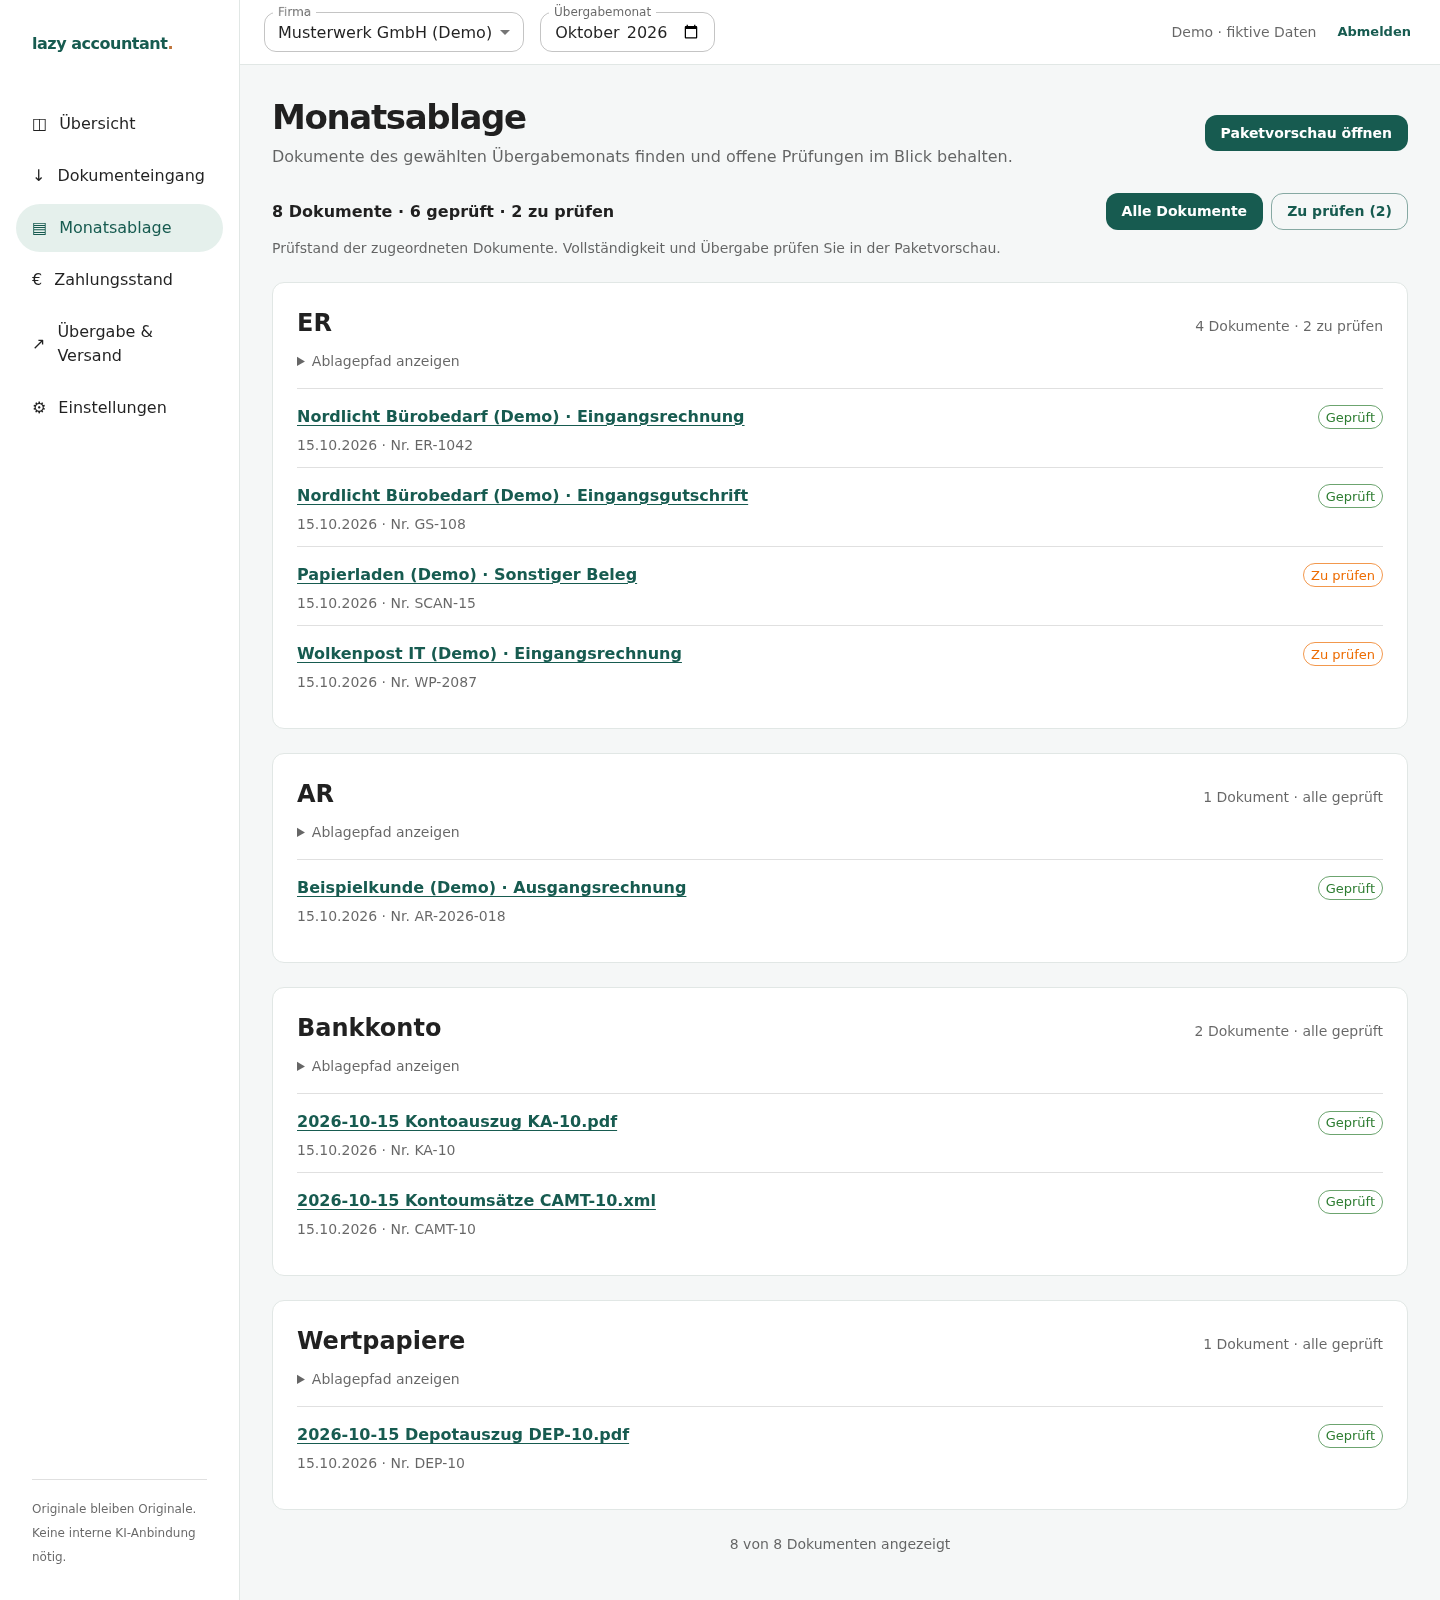 lazy accountant.
Firma
Musterwerk GmbH (Demo)
Übergabemonat
Oktober 2026
Demo · fiktive Daten
Abmelden
Übersicht
Dokumenteingang
Monatsablage
€ Zahlungsstand
Übergabe &
Versand
Einstellungen
Originale bleiben Originale.
Keine interne KI-Anbindung
nötig.
Monatsablage
Dokumente des gewählten Übergabemonats finden und offene Prüfungen im Blick behalten.
Paketvorschau öffnen
8 Dokumente · 6 geprüft · 2 zu prüfen
Alle Dokumente
Zu prüfen (2)
Prüfstand der zugeordneten Dokumente. Vollständigkeit und Übergabe prüfen Sie in der Paketvorschau.
ER
4 Dokumente · 2 zu prüfen
Ablagepfad anzeigen
Nordlicht Bürobedarf (Demo) · Eingangsrechnung
Geprüft
15.10.2026 · Nr. ER-1042
Nordlicht Bürobedarf (Demo) · Eingangsgutschrift
Geprüft
15.10.2026 · Nr. GS-108
Papierladen (Demo) · Sonstiger Beleg
Zu prüfen
15.10.2026 · Nr. SCAN-15
Wolkenpost IT (Demo) · Eingangsrechnung
Zu prüfen
15.10.2026 · Nr. WP-2087
AR
1 Dokument · alle geprüft
Ablagepfad anzeigen
Beispielkunde (Demo) · Ausgangsrechnung
Geprüft
15.10.2026 · Nr. AR-2026-018
Bankkonto
2 Dokumente · alle geprüft
Ablagepfad anzeigen
2026-10-15 Kontoauszug KA-10.pdf
Geprüft
15.10.2026 · Nr. KA-10
2026-10-15 Kontoumsätze CAMT-10.xml
Geprüft
15.10.2026 · Nr. CAMT-10
Wertpapiere
1 Dokument · alle geprüft
Ablagepfad anzeigen
2026-10-15 Depotauszug DEP-10.pdf
Geprüft
15.10.2026 · Nr. DEP-10
8 von 8 Dokumenten angezeigt